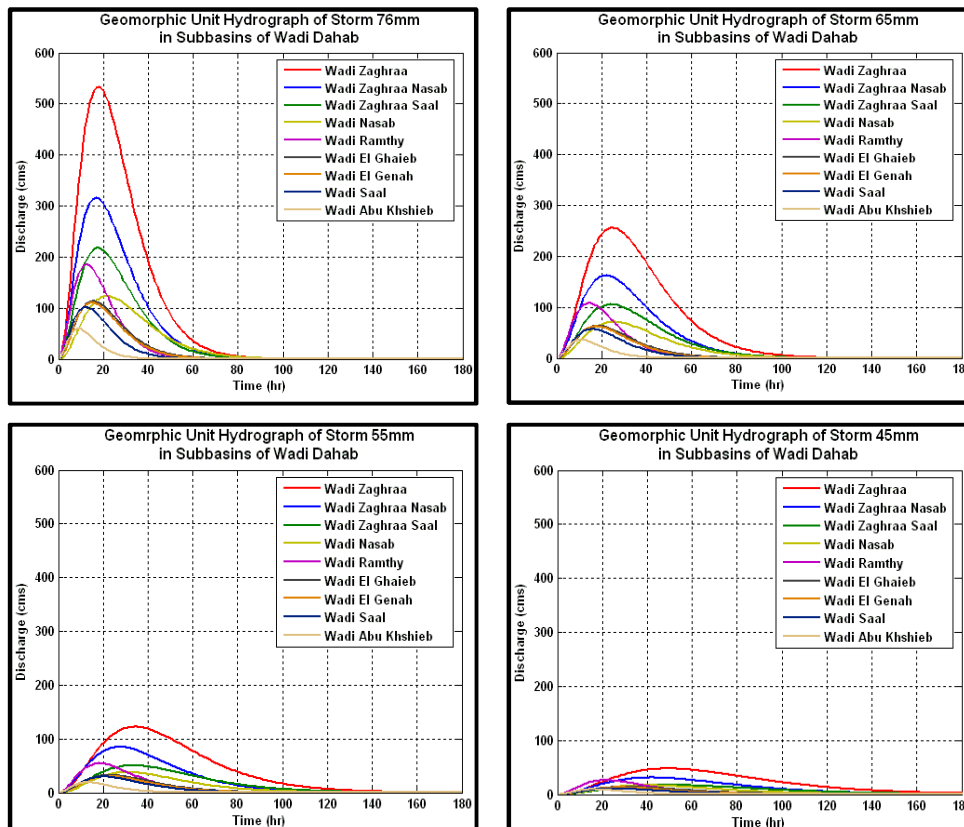 Geomorphic Unit Hydrograph of Storm 76mm
in Subbasins of Wadi Dahab
600
500
400
300
200
100
0
Discharge (cms)
Wadi Zaghraa
Wadi Zaghraa Nasab
Wadi Zaghraa Saal
Wadi Nasab
Wadi Ramthy
Wadi El Ghaieb
Wadi El Genah
Wadi Saal
Wadi Abu Khshieb
0 20 40 60 80 100 120 140 160 180
Time (hr)
Geomorphic Unit Hydrograph of Storm 65mm
in Subbasins of Wadi Dahab
600
500
400
300
200
100
0
Discharge (cms)
Wadi Zaghraa
Wadi Zaghraa Nasab
Wadi Zaghraa Saal
Wadi Nasab
Wadi Ramthy
Wadi El Ghaieb
Wadi El Genah
Wadi Saal
Wadi Abu Khshieb
0 20 40 60 80 100 120 140 160 180
Time (hr)
Geomrphic Unit Hydrograph of Storm 55mm
in Subbasins of Wadi Dahab
600
500
400
300
200
100
0
Discharge (cms)
Wadi Zaghraa
Wadi Zaghraa Nasab
Wadi Zaghraa Saal
Wadi Nasab
Wadi Ramthy
Wadi El Ghaieb
Wadi El Genah
Wadi Saal
Wadi Abu Khshieb
0 20 40 60 80 100 120 140 160 180
Time (hr)
Geomorphic Unit Hydrograph of Storm 45mm
in Subbasins of Wadi Dahab
600
500
400
300
200
100
0
Discharge (cms)
Wadi Zaghraa
Wadi Zaghraa Nasab
Wadi Zaghraa Saal
Wadi Nasab
Wadi Ramthy
Wadi El Ghaieb
Wadi El Genah
Wadi Saal
Wadi Abu Khshieb
0 20 40 60 80 100 120 140 160 180
Time (hr)